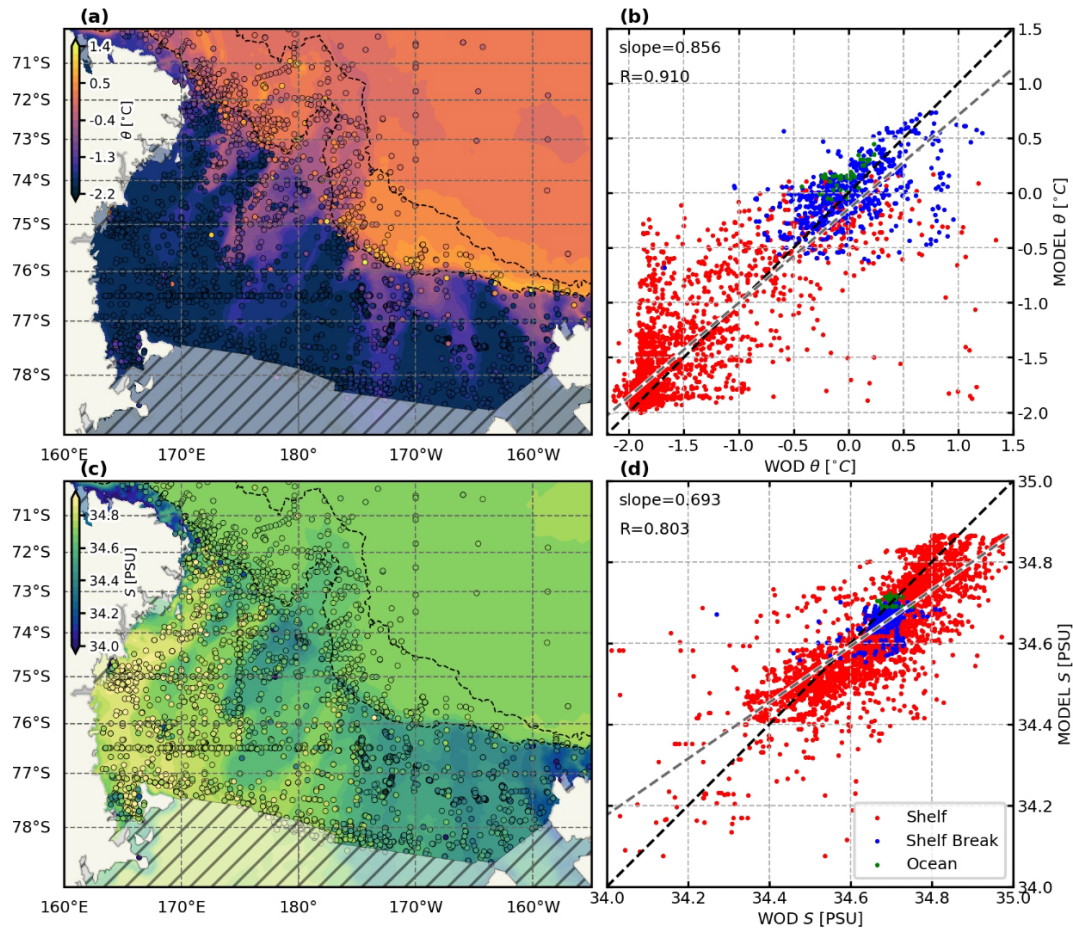 (a)
1.4
0.5
-0.4
-1.3
-2.2
θ [°C]
71°S
72°S
73°S
74°S
75°S
76°S
77°S
78°S
160°E
170°E
180°
170°W
160°W
(b)
slope=0.856
R=0.910
1.5
1.0
0.5
0.0
-0.5
-1.0
-1.5
-2.0
MODEL θ [°C]
-2.0 -1.5 -1.0 -0.5 0.0 0.5 1.0 1.5
WOD θ [°C]
(c)
34.8
34.6
34.4
34.2
34.0
S [PSU]
71°S
72°S
73°S
74°S
75°S
76°S
77°S
78°S
160°E
170°E
180°
170°W
160°W
(d)
slope=0.693
R=0.803
35.0
34.8
34.6
34.4
34.2
34.0
MODEL S [PSU]
Shelf
Shelf Break
Ocean
34.0 34.2 34.4 34.6 34.8 35.0
WOD S [PSU]